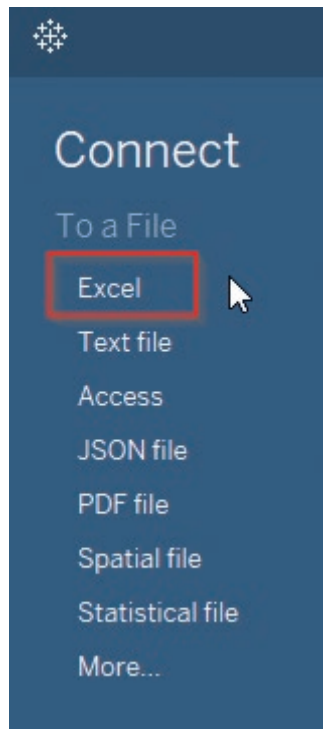 Connect
To a File
Excel
Text file
Access
JSON file
PDF file
Spatial file
Statistical file
More...